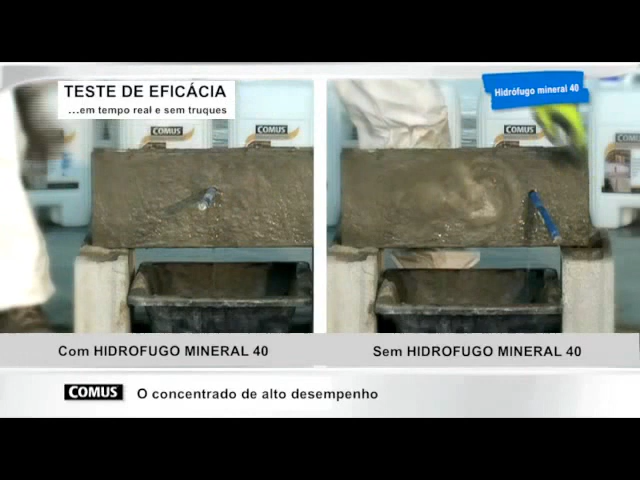 TESTE DE EFICÁCIA
...em tempo real e sem truques
Hidrófugo mineral 40
COMUS
COMUS
COMUS
Com HIDROFUGO MINERAL 40
Sem HIDROFUGO MINERAL 40
COMUS
O concentrado de alto desempenho